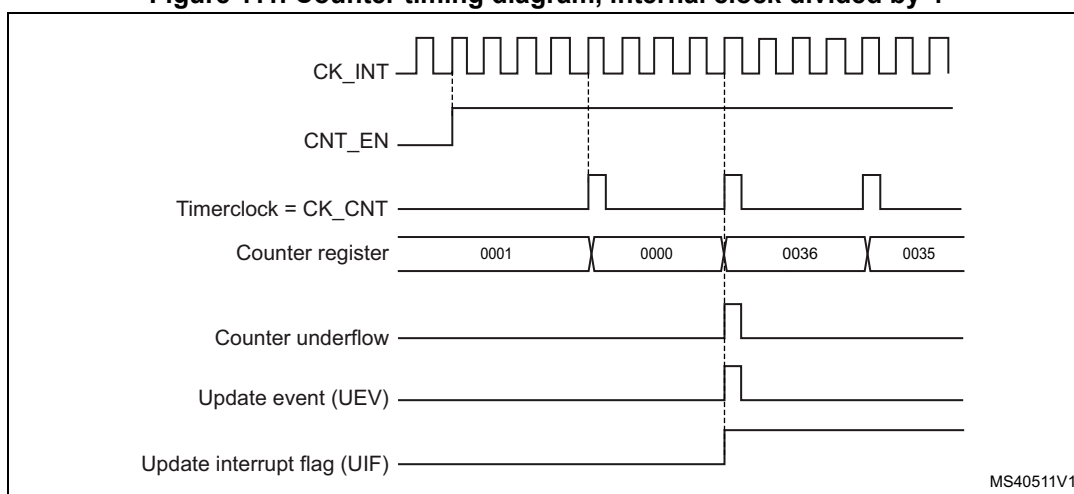 Figure 177. Counter timing diagram, internal clock divided by 4
CK_INT
CNT_EN
Timerclock = CK_CNT
Counter register
0001
0000
0036
0035
Counter underflow
Update event (UEV)
Update interrupt flag (UIF)
MS40511V1